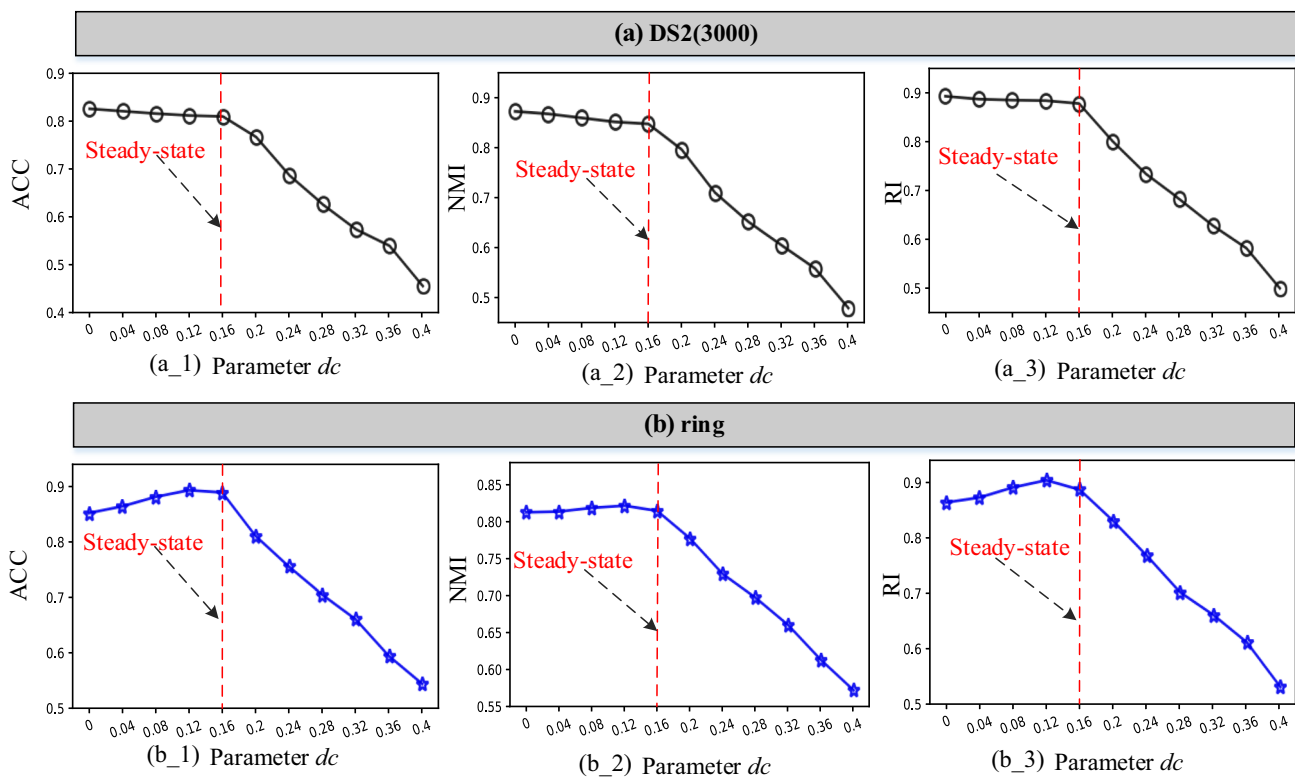 (a) DS2(3000)
ACC
0.9
0.8
0.7
0.6
0.5
0.4
Steady-state
0 0.04 0.08 0.12 0.16 0.2 0.24 0.28 0.32 0.36 0.4
(a_1) Parameter dc
NMI
0.9
0.8
0.7
0.6
0.5
Steady-state
0 0.04 0.08 0.12 0.16 0.2 0.24 0.28 0.32 0.36 0.4
(a_2) Parameter dc
RI
0.9
0.8
0.7
0.6
0.5
Steady-state
0 0.04 0.08 0.12 0.16 0.2 0.24 0.28 0.32 0.36 0.4
(a_3) Parameter dc
(b) ring
ACC
0.9
0.8
0.7
0.6
0.5
Steady-state
0 0.04 0.08 0.12 0.16 0.2 0.24 0.28 0.32 0.36 0.4
(b_1) Parameter dc
NMI
0.85
0.80
0.75
0.70
0.65
0.60
0.55
Steady-state
0 0.04 0.08 0.12 0.16 0.2 0.24 0.28 0.32 0.36 0.4
(b_2) Parameter dc
RI
0.9
0.8
0.7
0.6
0.5
Steady-state
0 0.04 0.08 0.12 0.16 0.2 0.24 0.28 0.32 0.36 0.4
(b_3) Parameter dc